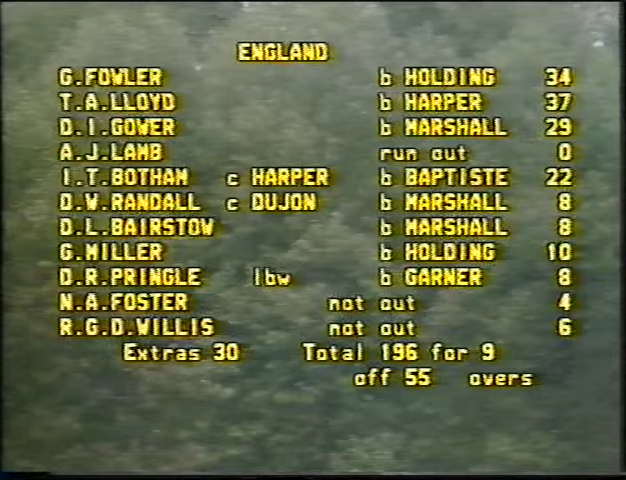 ENGLAND
G.FOWLER b HOLDING 34
T.A.LLOYD b HARPER 37
D.I.GOWER b MARSHALL 29
A.J.LAMB run out 0
I.T.BOTHAM c HARPER b BAPTISTE 22
D.W.RANDALL c DUJON b MARSHALL 8
D.L.BAIRSTOW b MARSHALL 8
G.MILLER b HOLDING 10
D.R.PRINGLE lbw b GARNER 8
N.A.FOSTER not out 4
R.G.D.WILLIS not out 6
Extras 30 Total 196 for 9
off 55 overs